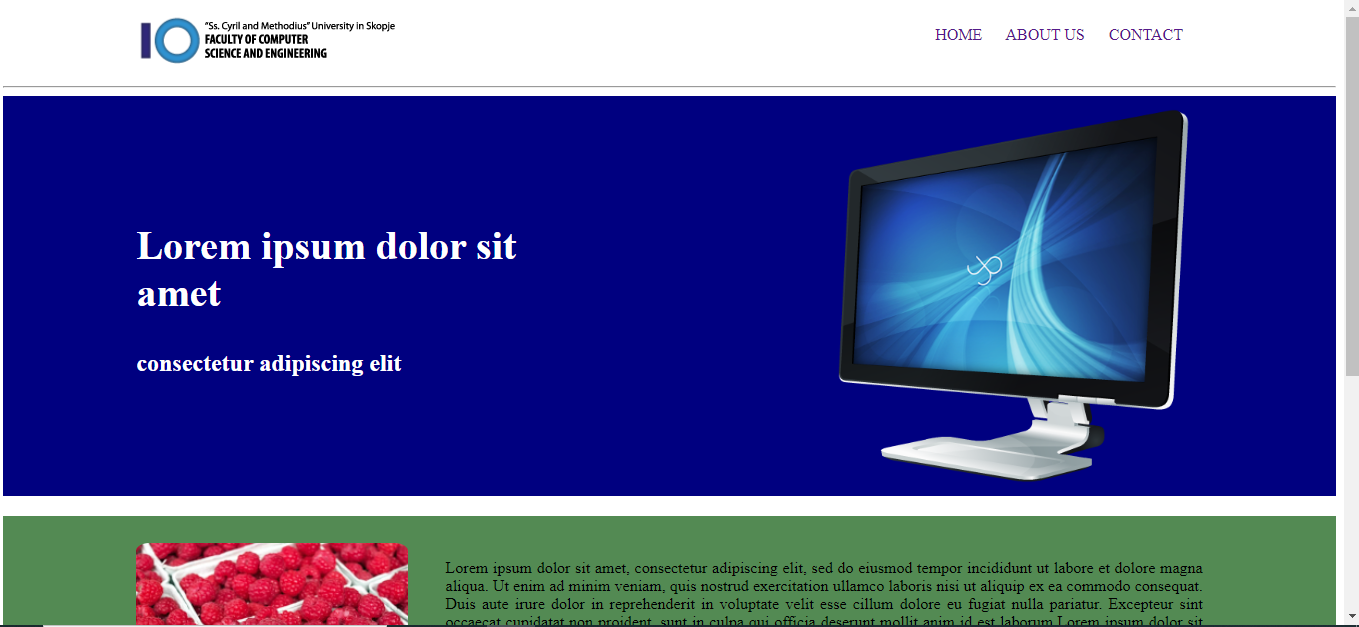 "Ss. Cyril and Methodius" University in Skopje
FACULTY OF COMPUTER
SCIENCE AND ENGINEERING
HOME ABOUT US CONTACT
Lorem ipsum dolor sit
amet
consectetur adipiscing elit
Lorem ipsum dolor sit amet, consectetur adipiscing elit, sed do eiusmod tempor incididunt ut labore et dolore magna
aliqua. Ut enim ad minim veniam, quis nostrud exercitation ullamco laboris nisi ut aliquip ex ea commodo consequat.
Duis aute irure dolor in reprehenderit in voluptate velit esse cillum dolore eu fugiat nulla pariatur. Excepteur sint
occaecat cupidatat non proident, sunt in culpa qui officia deserunt mollit anim id est laborum Lorem ipsum dolor sit